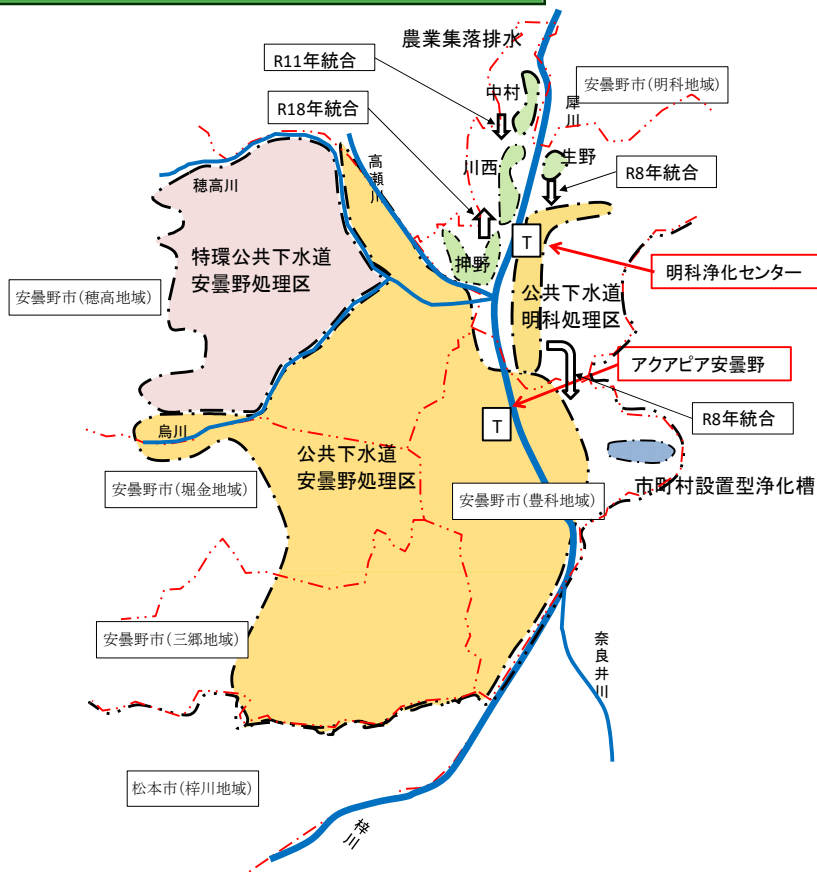 農業集落排水
R11年統合
中村
安曇野市(明科地域)
R18年統合
犀川
生野
高瀬川
川西
R8年統合
穂高川
T
特環公共下水道
安曇野処理区
押野
明科浄化センター
安曇野市(穂高地域)
公共下水道
明科処理区
アクアピア安曇野
R8年統合
T
烏川
公共下水道
安曇野処理区
安曇野市(堀金地域)
安曇野市(豊科地域)
市町村設置型浄化槽
安曇野市(三郷地域)
奈良井川
松本市(梓川地域)
梓川